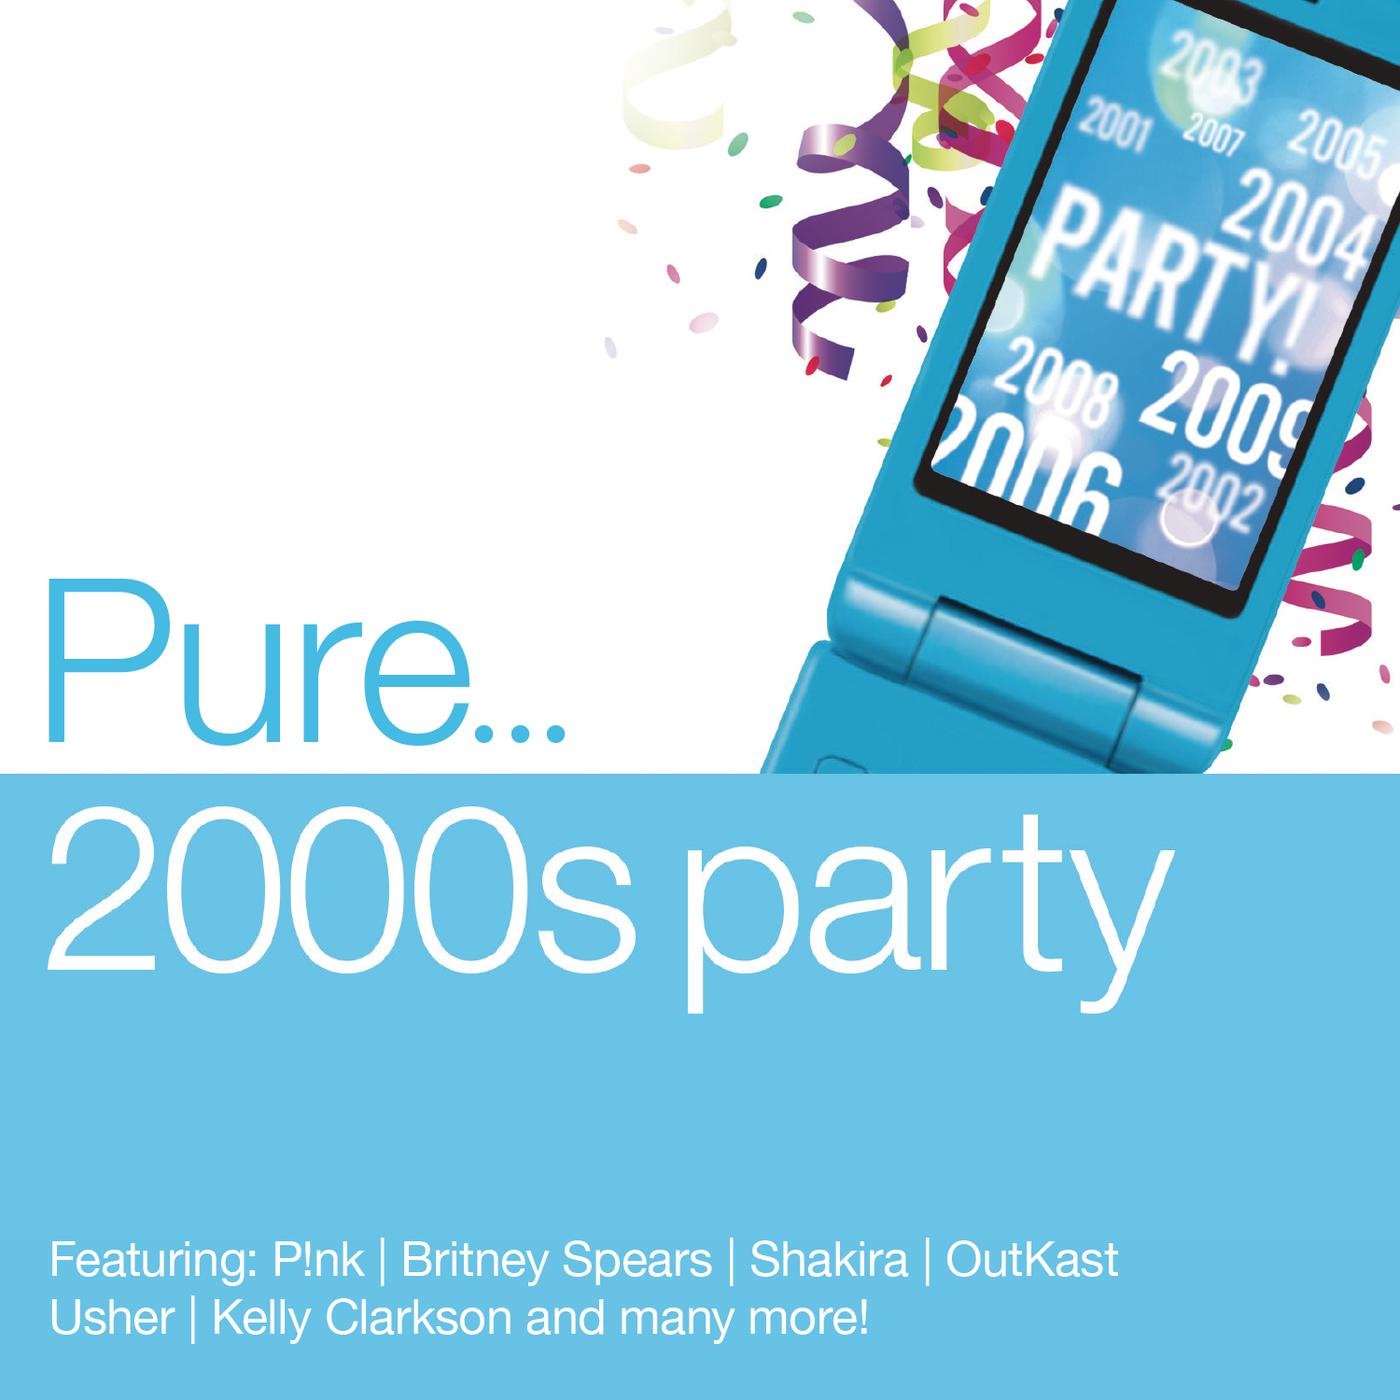 2003
2001 2007 2005
2004
PARTY!
2008 2009
2006 2002
Pure...
2000s party
Featuring: P!nk | Britney Spears | Shakira | OutKast
Usher | Kelly Clarkson and many more!